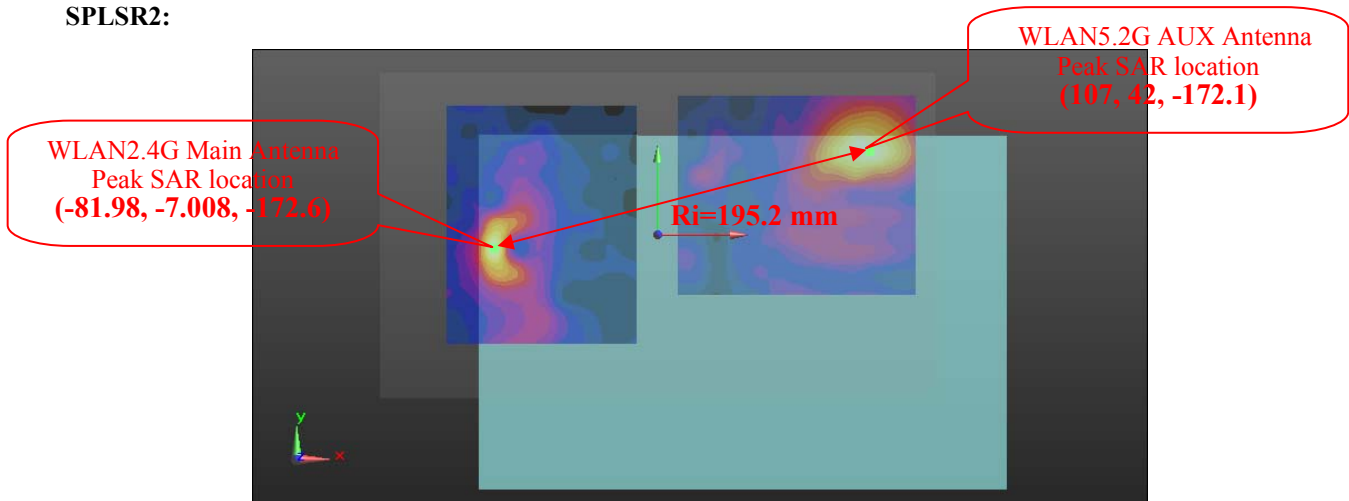 SPLSR2:
WLAN5.2G AUX Antenna
Peak SAR location
(107, 42, -172.1)
WLAN2.4G Main Antenna
Peak SAR location
(-81.98, -7.008, -172.6)
Ri=195.2 mm
y
x